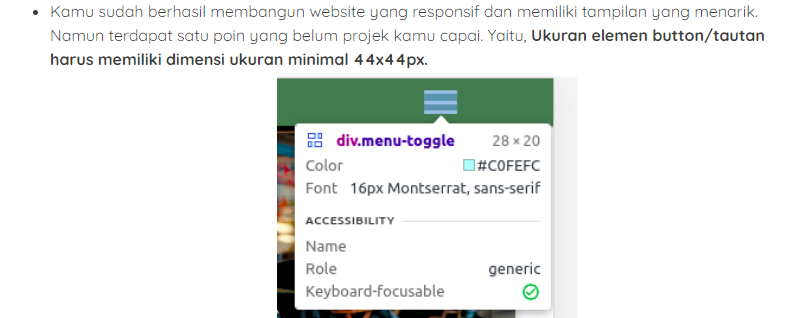 Kamu sudah berhasil membangun website yang responsif dan memiliki tampilan yang menarik.
Namun terdapat satu poin yang belum projek kamu capai. Yaitu, Ukuran elemen button/tautan
harus memiliki dimensi ukuran minimal 44x44px.
div.menu-toggle 28 × 20
Color #C0FEFC
Font 16px Montserrat, sans-serif
ACCESSIBILITY
Name
Role generic
Keyboard-focusable